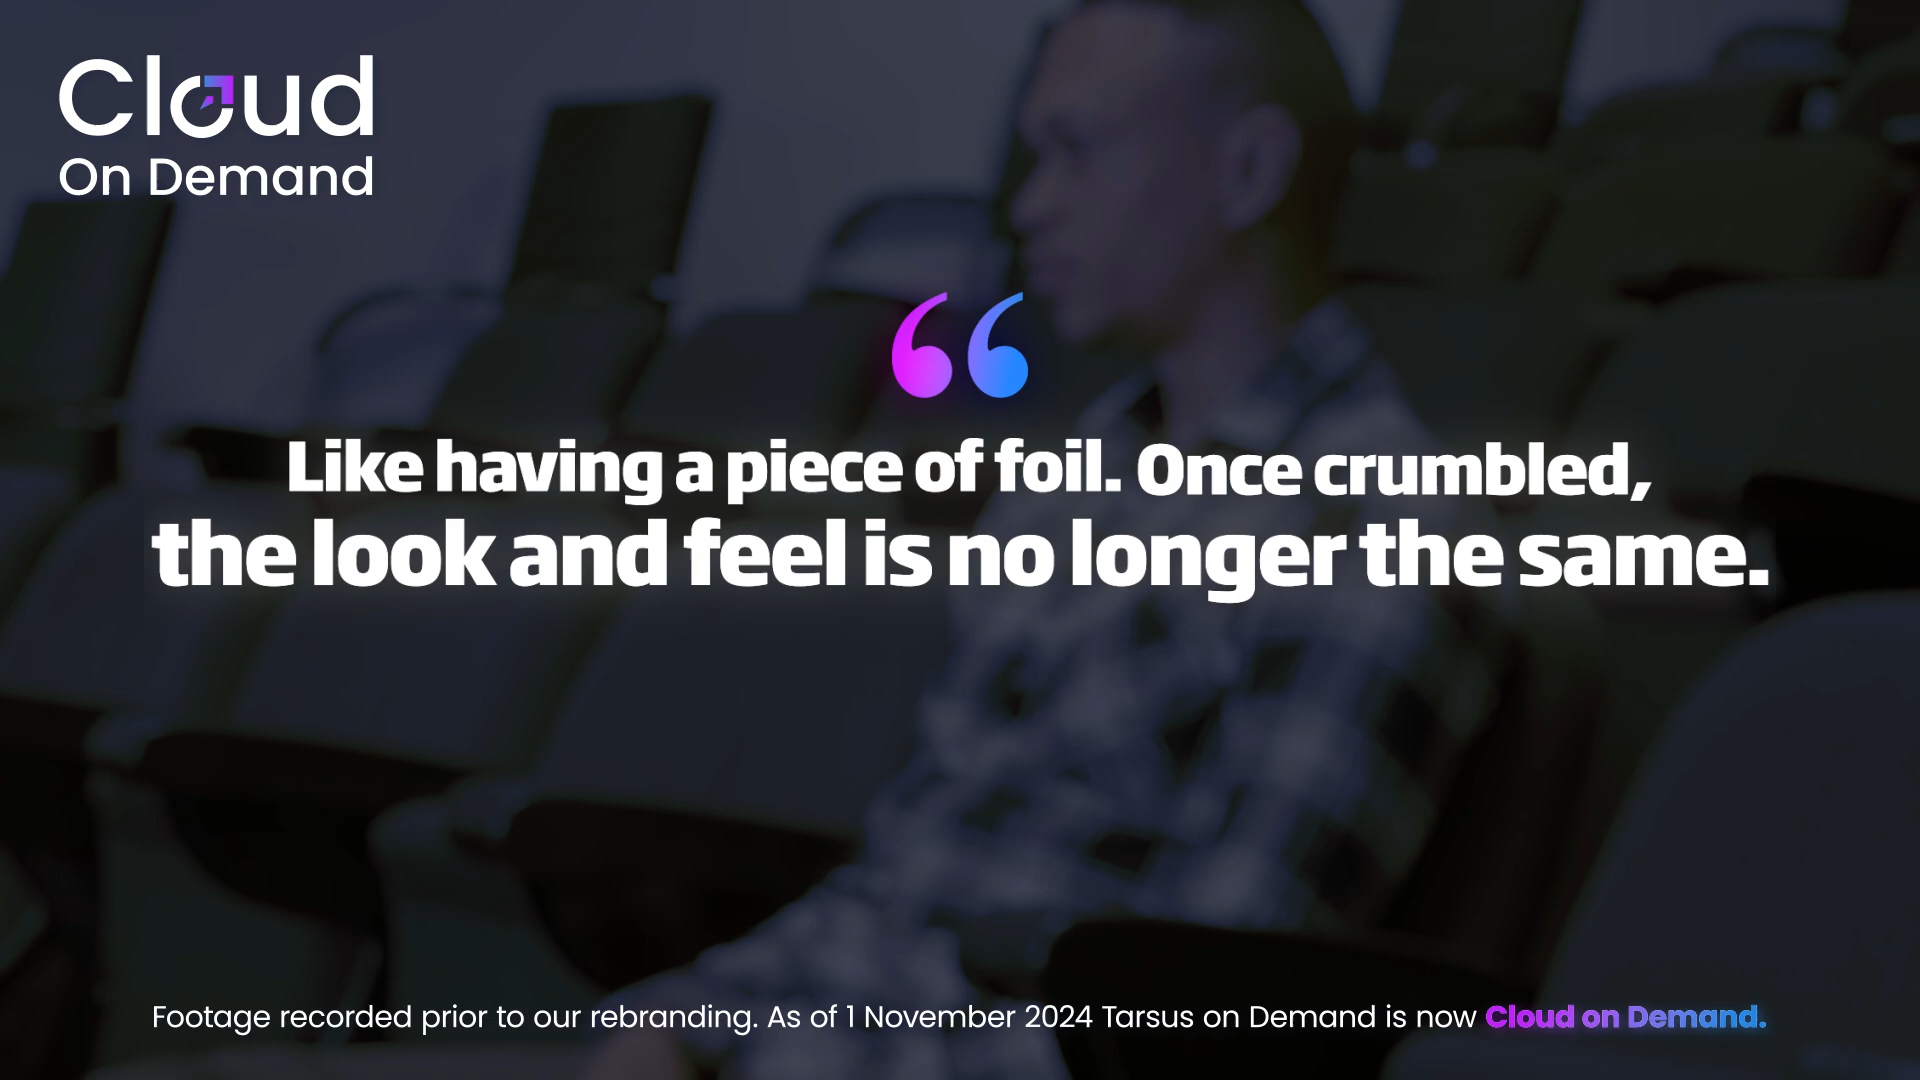 Cloud
On Demand
“
Like having a piece of foil. Once crumbled,
the look and feel is no longer the same.
Footage recorded prior to our rebranding. As of 1 November 2024 Tarsus on Demand is now Cloud on Demand.